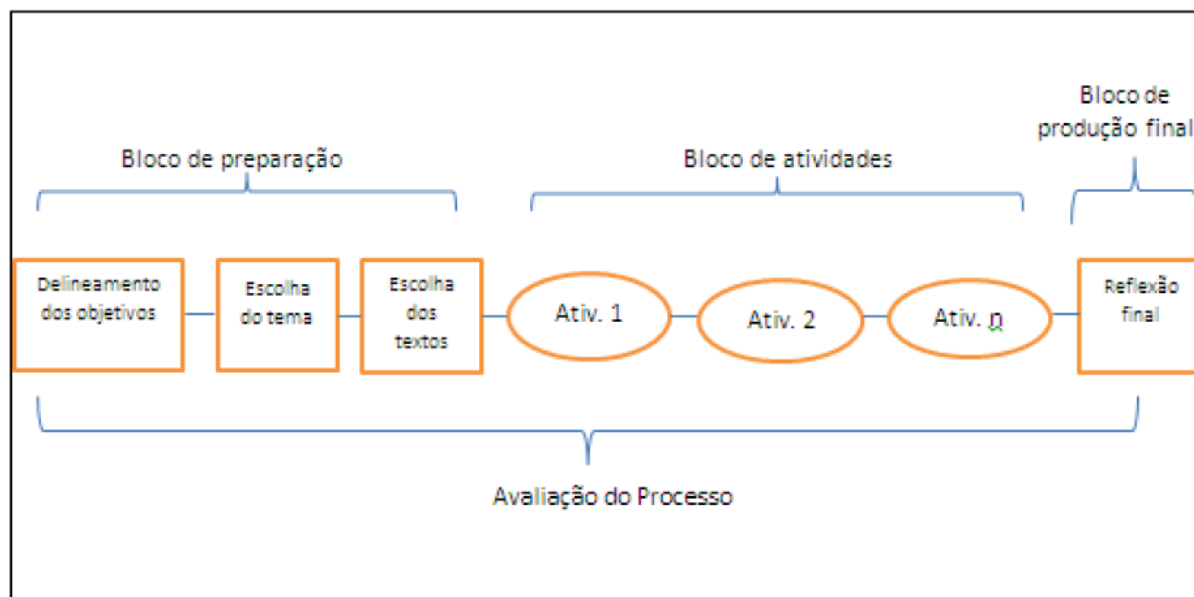 Bloco de preparação
Bloco de atividades
Bloco de
produção final
Delineamento
dos objetivos
Escolha
do tema
Escolha
dos
textos
Ativ. 1
Ativ. 2
Ativ. n
Reflexão
final
Avaliação do Processo